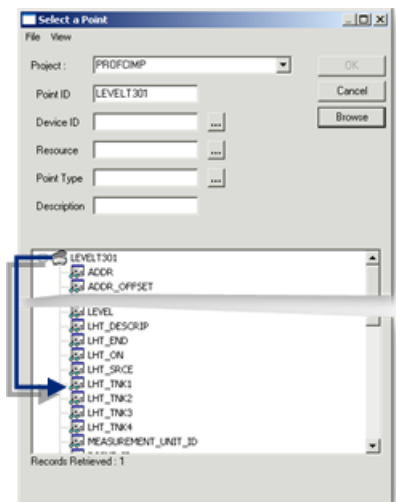 Select a Point
File View
Project : PROFCIMP OK
Point ID LEVELT301 Cancel
Device ID ... Browse
Resource ...
Point Type ...
Description
LEVELT301
ADDR
ADDR_OFFSET
LEVEL
LHT_DESCRIP
LHT_END
LHT_ON
LHT_SRCE
LHT_TNK1
LHT_TNK2
LHT_TNK3
LHT_TNK4
MEASUREMENT_UNIT_ID
Records Retrieved : 1